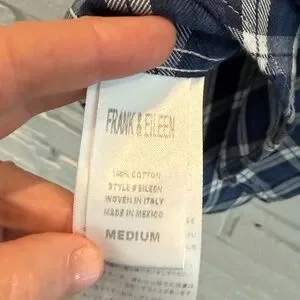 FRANK & EILEEN
100% COTTON
STYLE # EILEEN
WOVEN IN ITALY
MADE IN MEXICO
MEDIUM